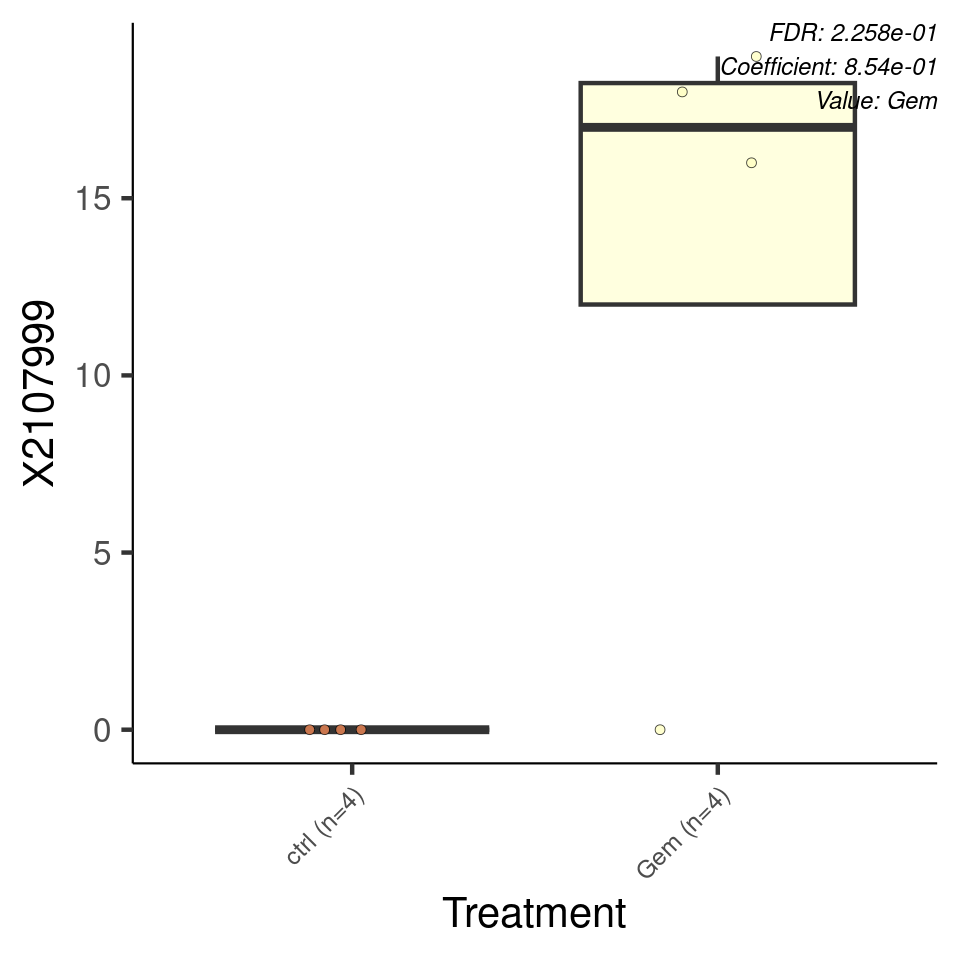 FDR: 2.258e-01
Coefficient: 8.54e-01
Value: Gem
X2107999
15
10
5
0
ctrl (n=4)
Gem (n=4)
Treatment